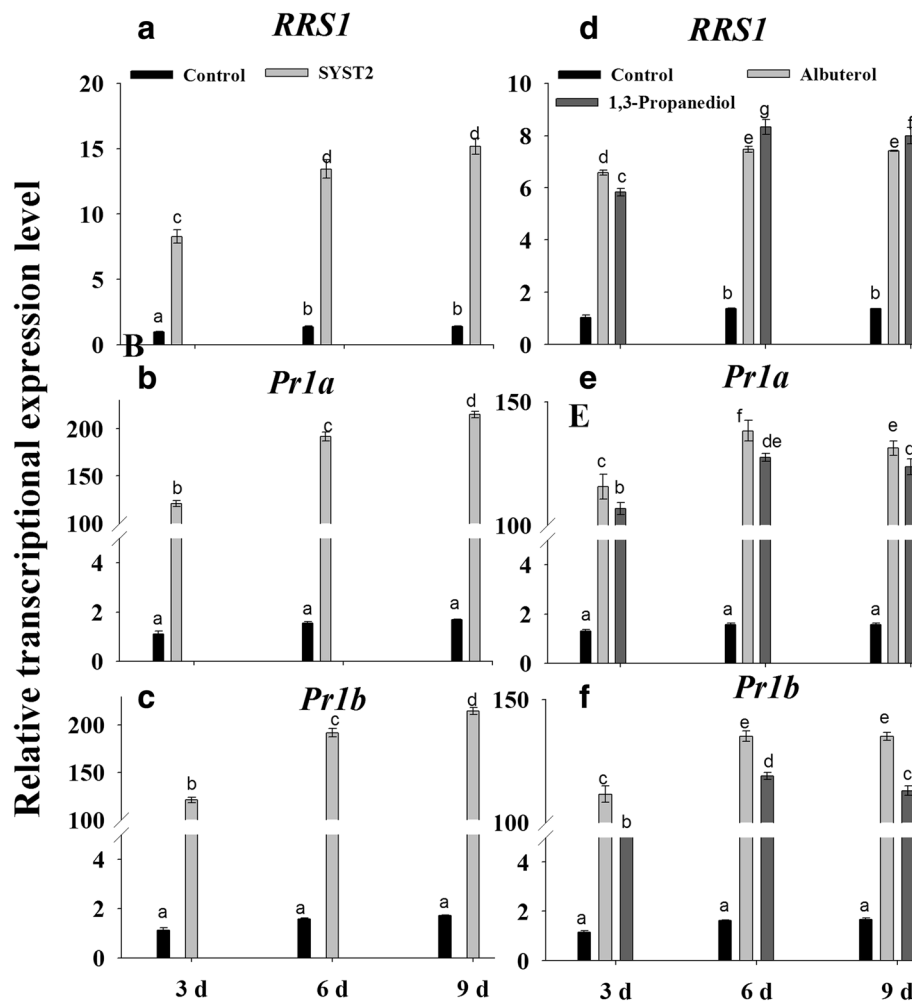 Relative transcriptional expression level
a
RRS1
Control
SYST2
20
15
10
5
0
a
c
b
d
b
d
B
b
Pr1a
200
150
100
4
2
0
a
b
a
c
a
d
c
Pr1b
200
150
100
4
2
0
a
b
a
c
a
d
3 d
6 d
9 d
d
RRS1
Control
Albuterol
1,3-Propanediol
10
8
6
4
2
0
d
c
b
e
g
b
e
f
e
Pr1a
E
150
100
4
2
0
a
c
b
a
f
de
a
e
f
Pr1b
150
100
4
2
0
a
c
b
a
e
d
a
e
c
3 d
6 d
9 d